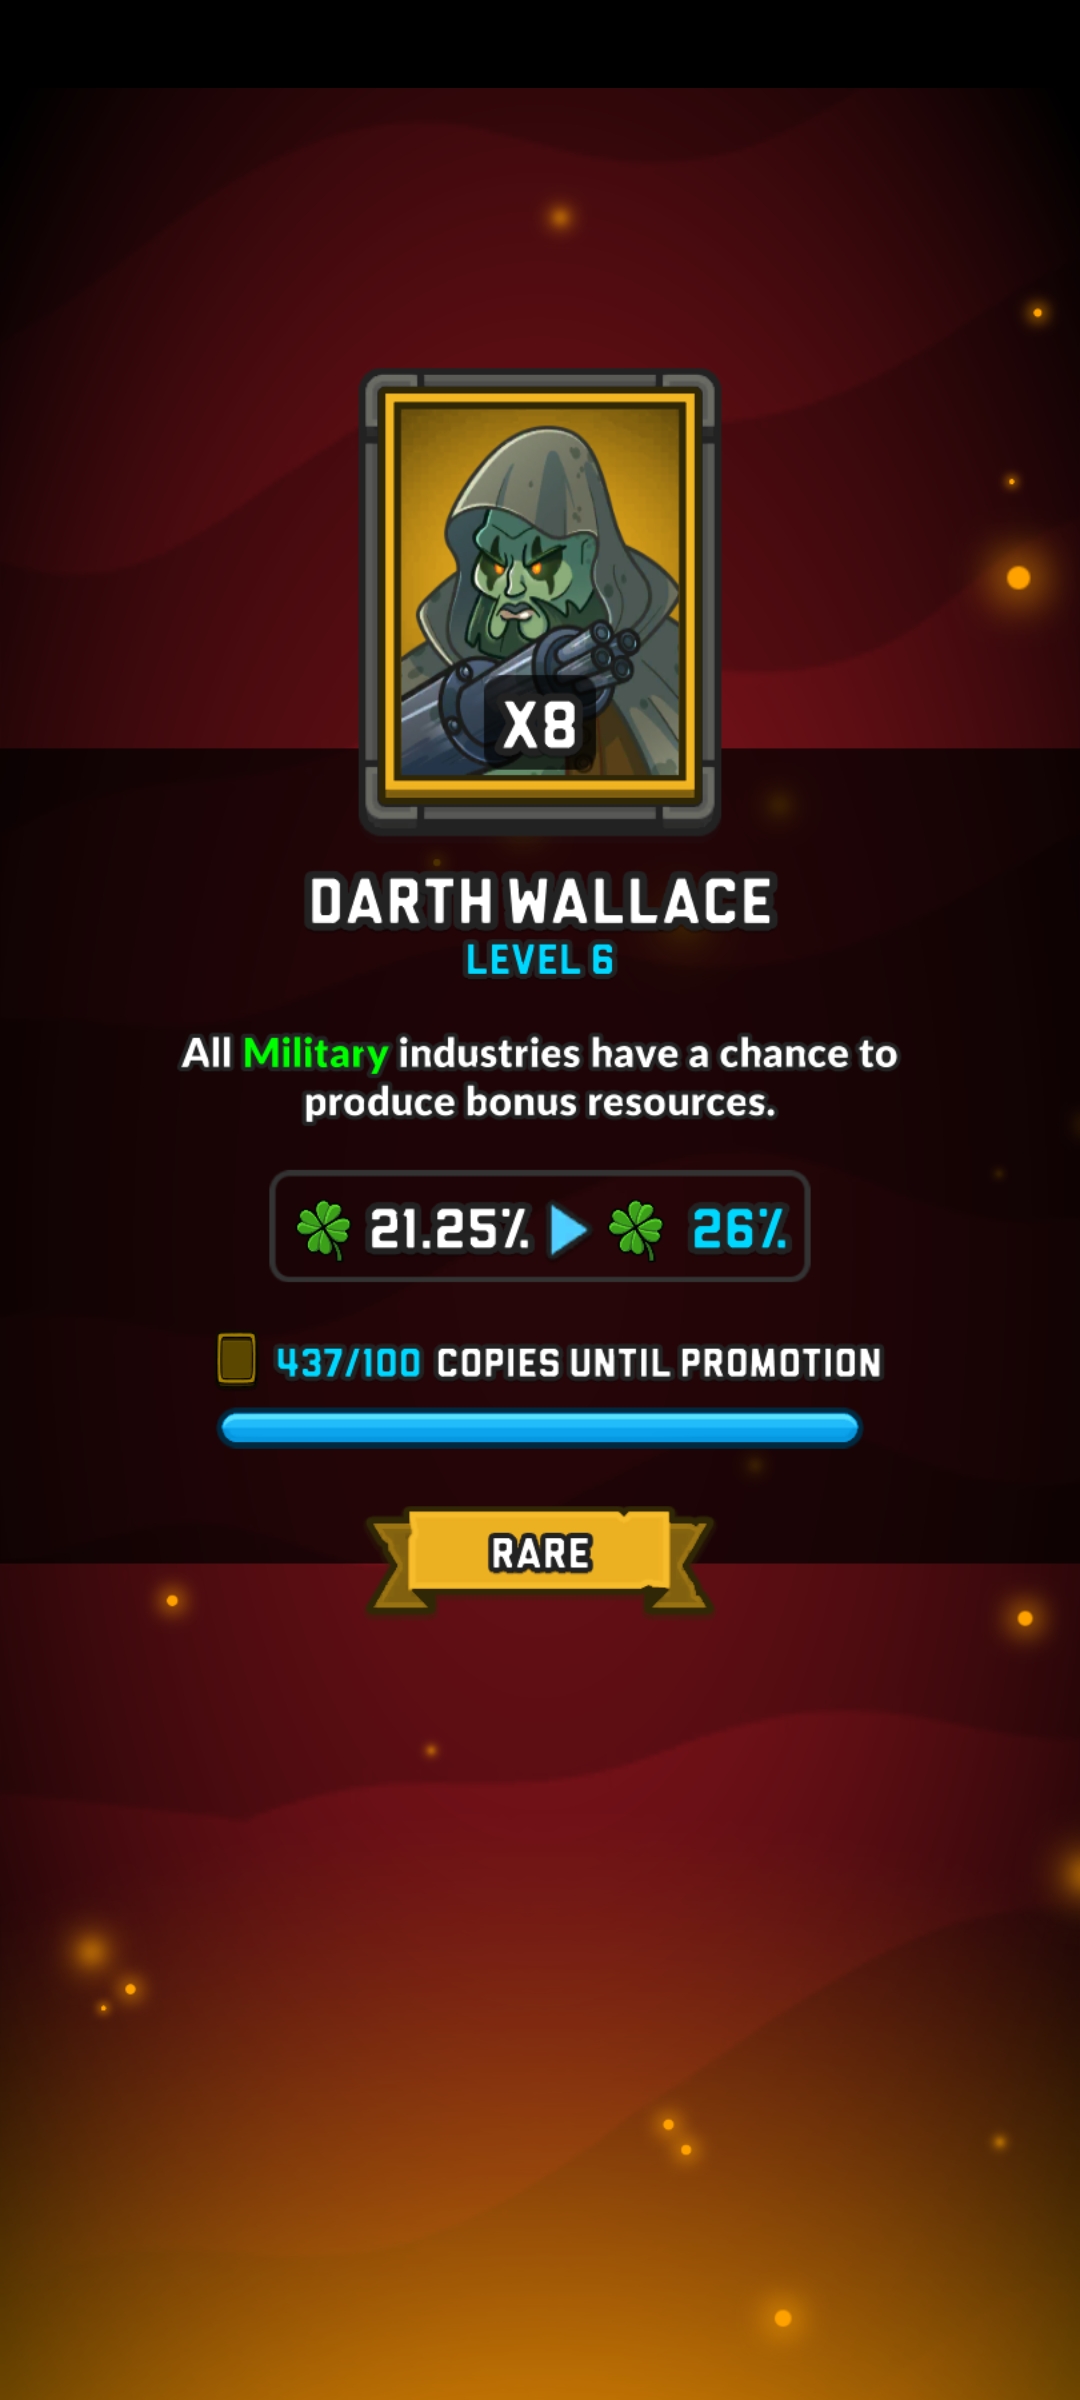 X8
DARTH WALLACE
LEVEL 6
All Military industries have a chance to
produce bonus resources.
21.25% 26%
437/100 COPIES UNTIL PROMOTION
RARE